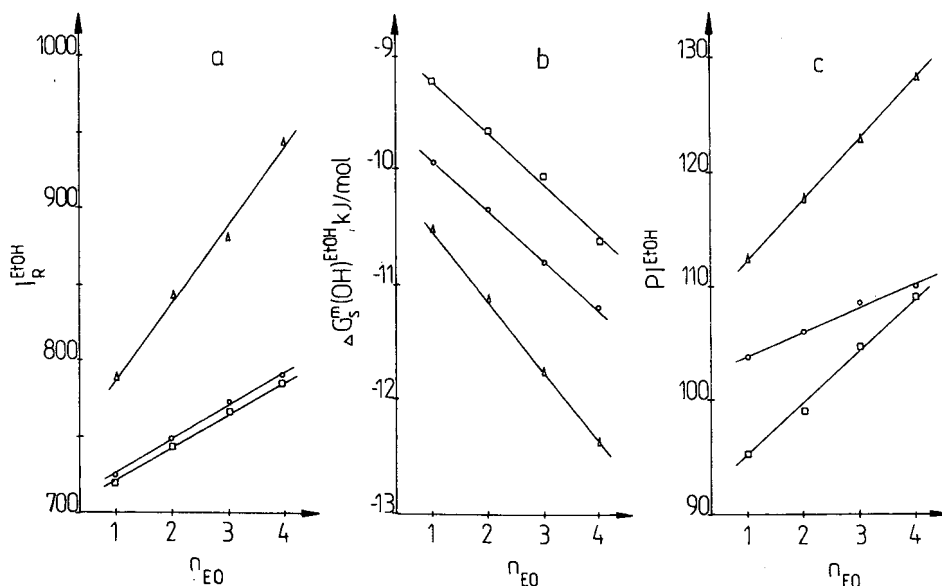 a
I_R^EtOH
1000
900
800
700
1
2
3
4
n_EO
b
ΔG_s^m(OH)^EtOH, kJ/mol
-9
-10
-11
-12
-13
1
2
3
4
n_EO
c
PI^EtOH
130
120
110
100
90
1
2
3
4
n_EO